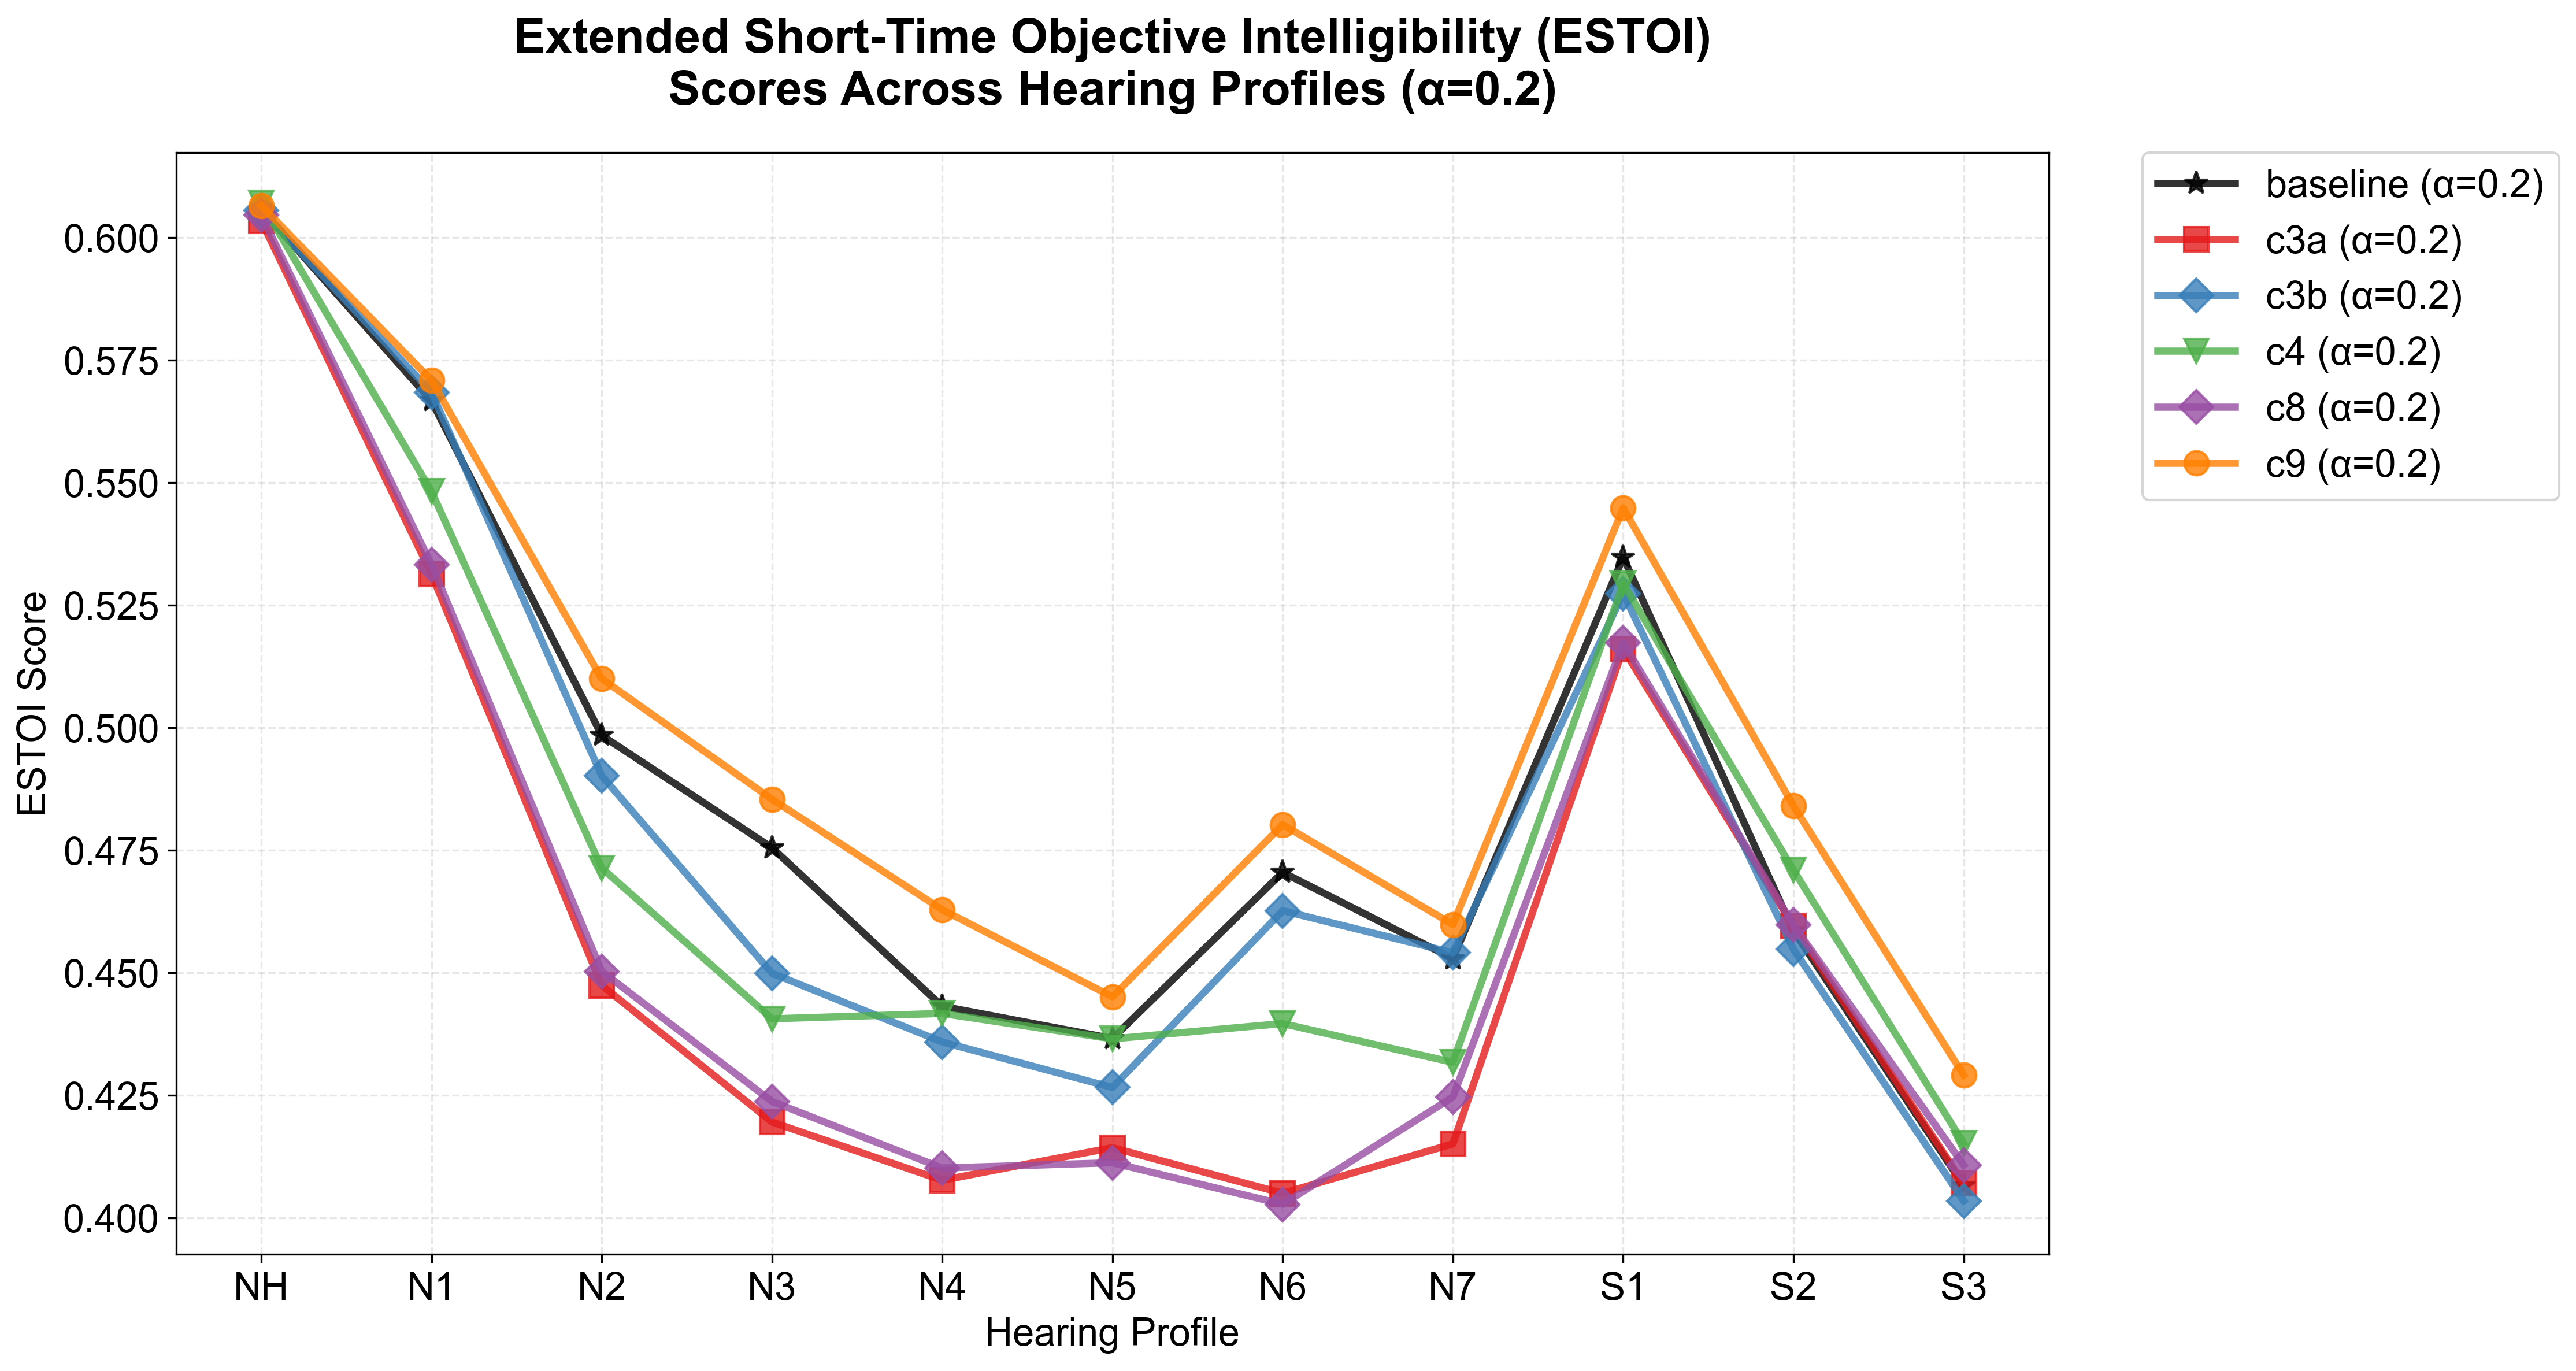 Extended Short-Time Objective Intelligibility (ESTOI)
Scores Across Hearing Profiles (α=0.2)
baseline (α=0.2)
c3a (α=0.2)
c3b (α=0.2)
c4 (α=0.2)
c8 (α=0.2)
c9 (α=0.2)
ESTOI Score
0.600
0.575
0.550
0.525
0.500
0.475
0.450
0.425
0.400
NH N1 N2 N3 N4 N5 N6 N7 S1 S2 S3
Hearing Profile